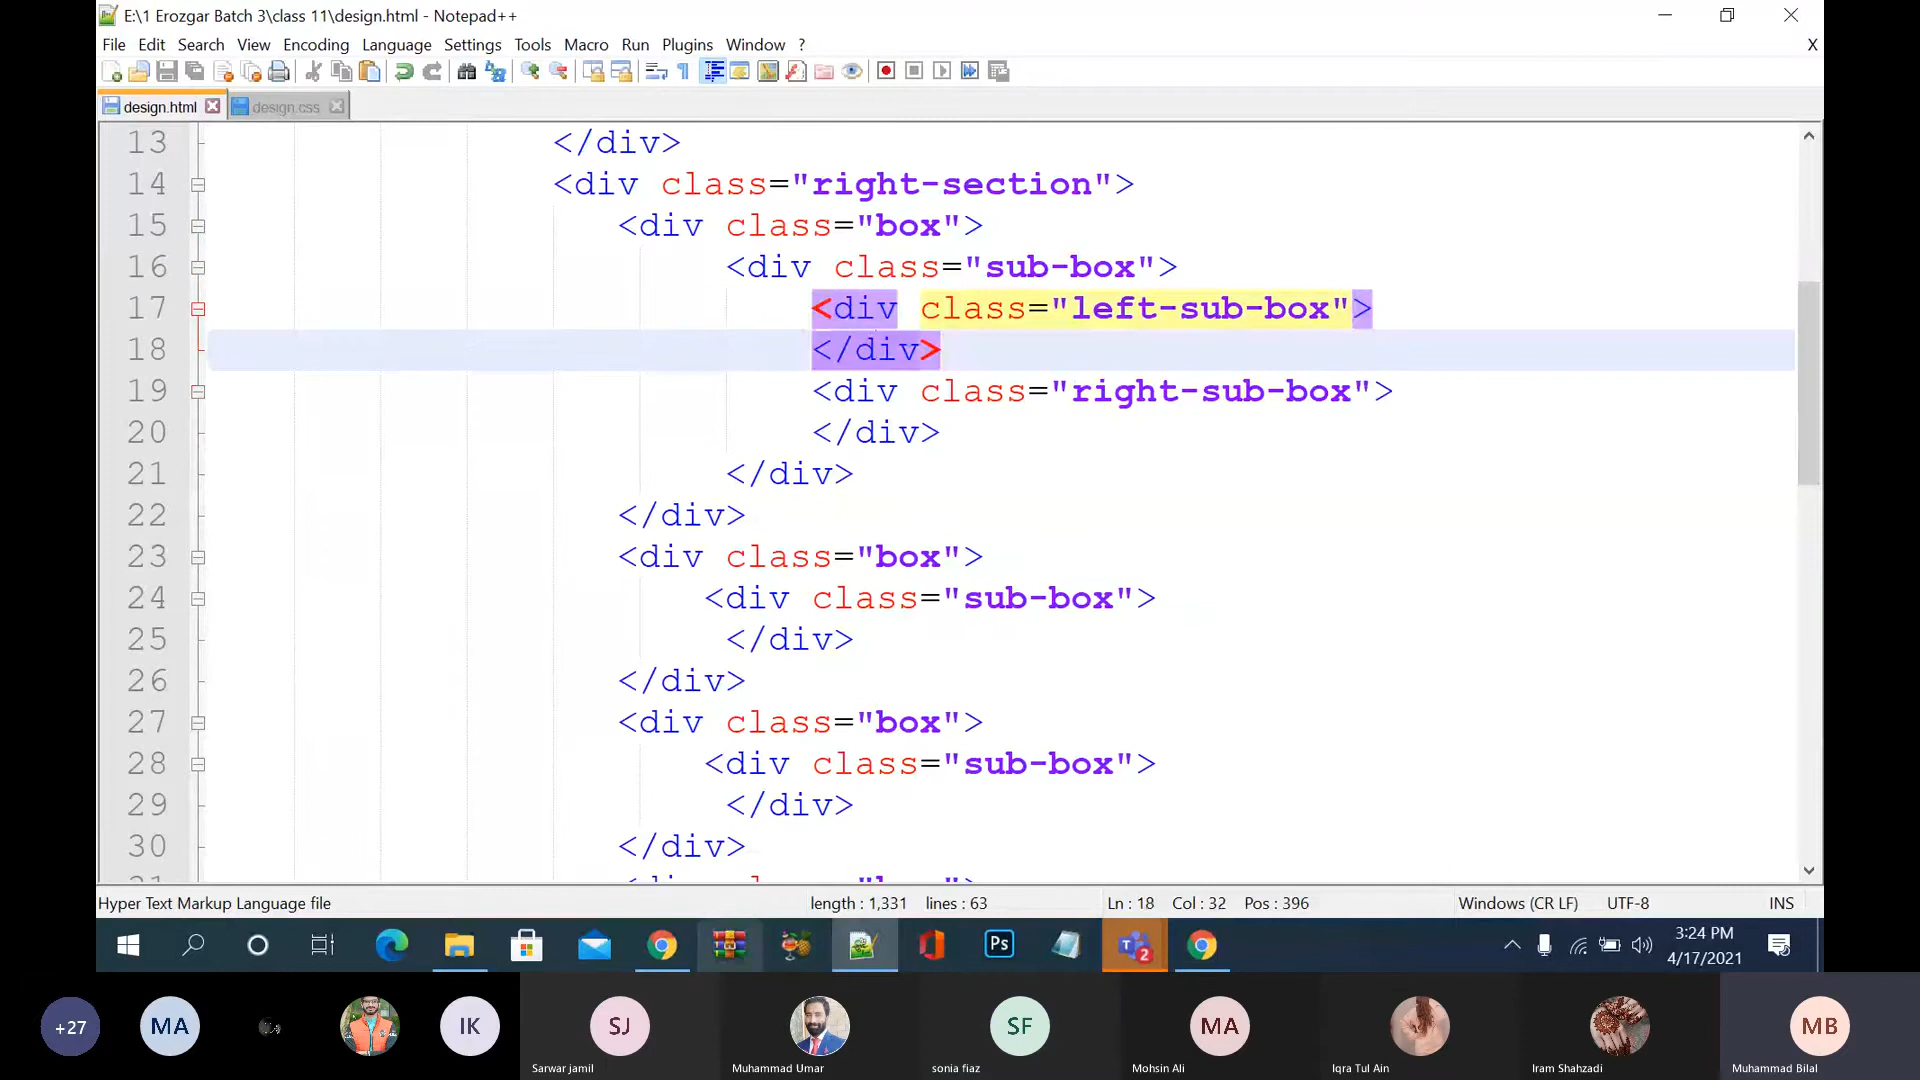 E:\1 Erozgar Batch 3\class 11\design.html - Notepad++
File Edit Search View Encoding Language Settings Tools Macro Run Plugins Window ? X
design.html design.css
13 </div>
14 <div class="right-section">
15 <div class="box">
16 <div class="sub-box">
17 <div class="left-sub-box">
18 </div>
19 <div class="right-sub-box">
20 </div>
21 </div>
22 </div>
23 <div class="box">
24 <div class="sub-box">
25 </div>
26 </div>
27 <div class="box">
28 <div class="sub-box">
29 </div>
30 </div>
Hyper Text Markup Language file length : 1,331 lines : 63 Ln : 18 Col : 32 Pos : 396 Windows (CR LF) UTF-8 INS
Ps 2 3:24 PM
4/17/2021
+27 MA IK SJ SF MA MB
Sarwar jamil Muhammad Umar sonia fiaz Mohsin Ali Iqra Tul Ain Iram Shahzadi Muhammad Bilal